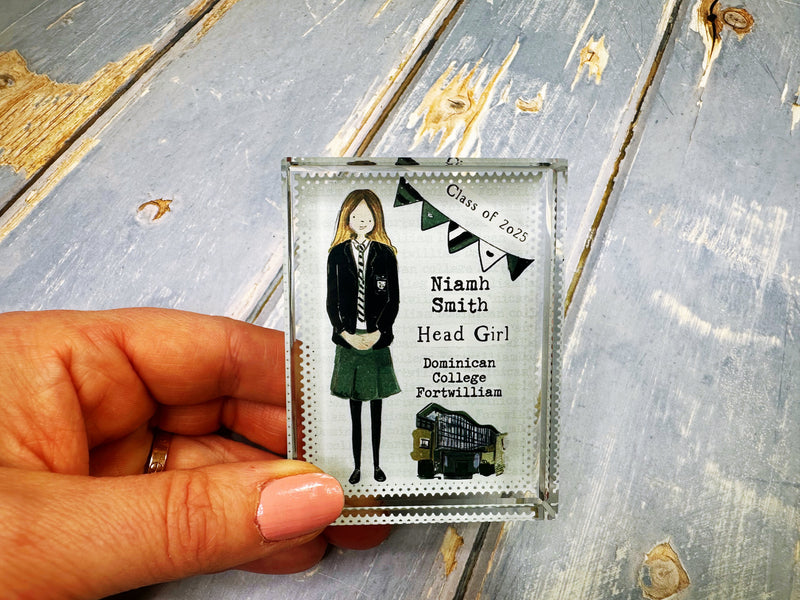 Class of 2025
Niamh
Smith
Head Girl
Dominican
College
Fortwilliam